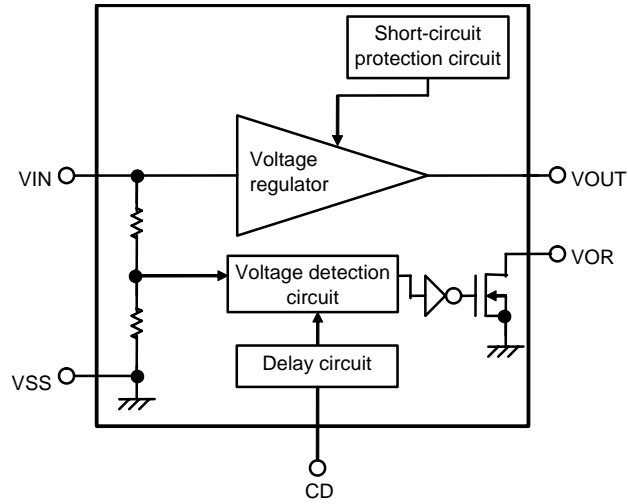 Short-circuit
protection circuit
Voltage
regulator
VIN
VOUT
VOR
Voltage detection
circuit
Delay circuit
VSS
CD